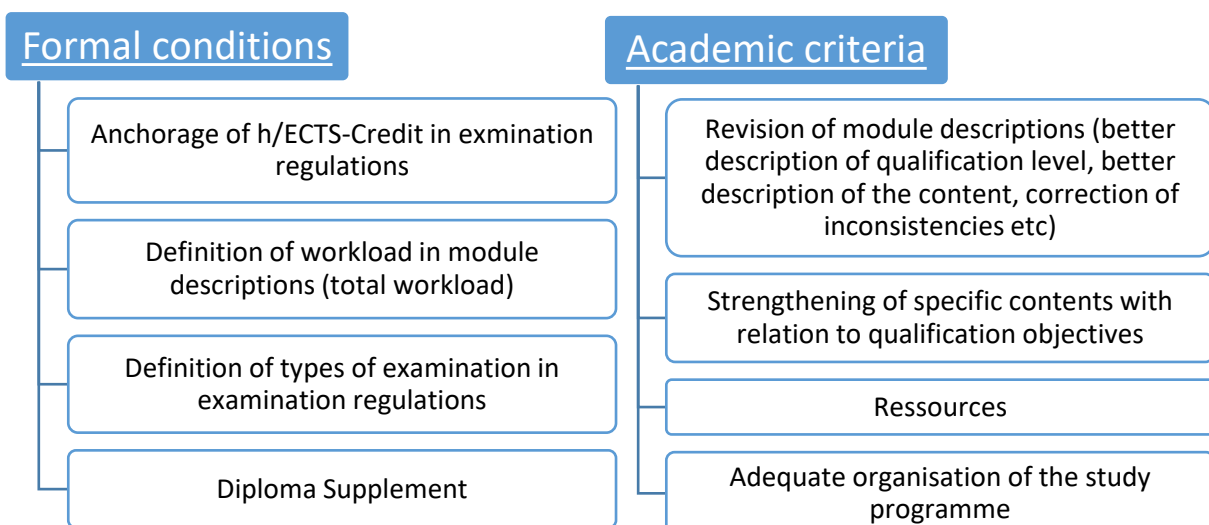 Formal conditions
Anchorage of h/ECTS-Credit in exmination
regulations
Definition of workload in module
descriptions (total workload)
Definition of types of examination in
examination regulations
Diploma Supplement
Academic criteria
Revision of module descriptions (better
description of qualification level, better
description of the content, correction of
inconsistencies etc)
Strengthening of specific contents with
relation to qualification objectives
Ressources
Adequate organisation of the study
programme